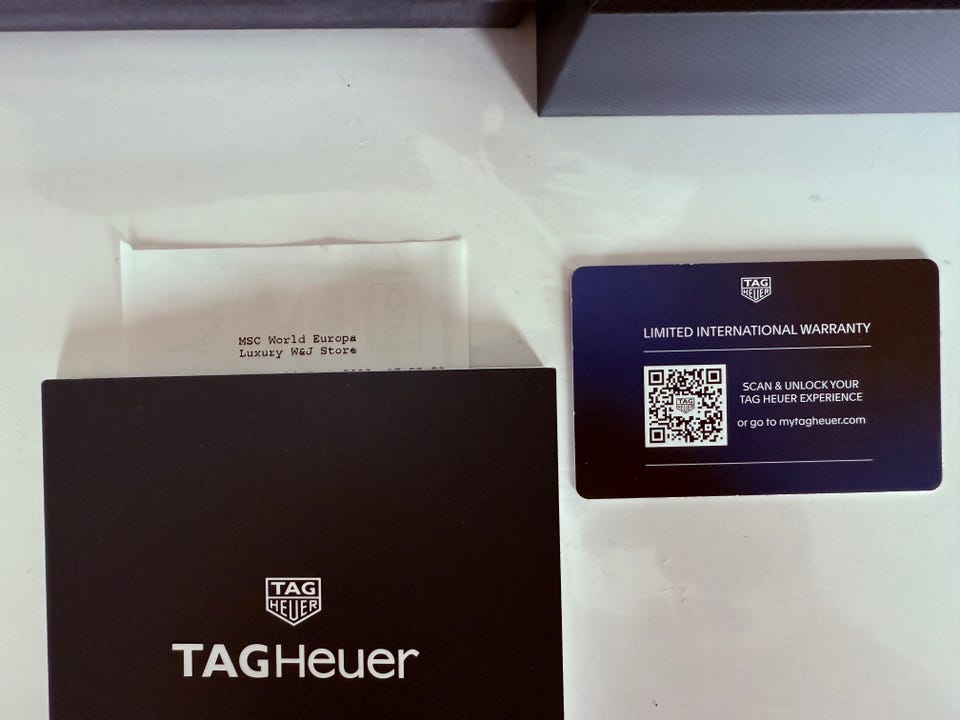 MSC World Europa
Luxury W&J Store
TAG
HEUER
TAGHeuer
TAG
HEUER
LIMITED INTERNATIONAL WARRANTY
TAG
HEUER
SCAN & UNLOCK YOUR
TAG HEUER EXPERIENCE
or go to mytagheuer.com